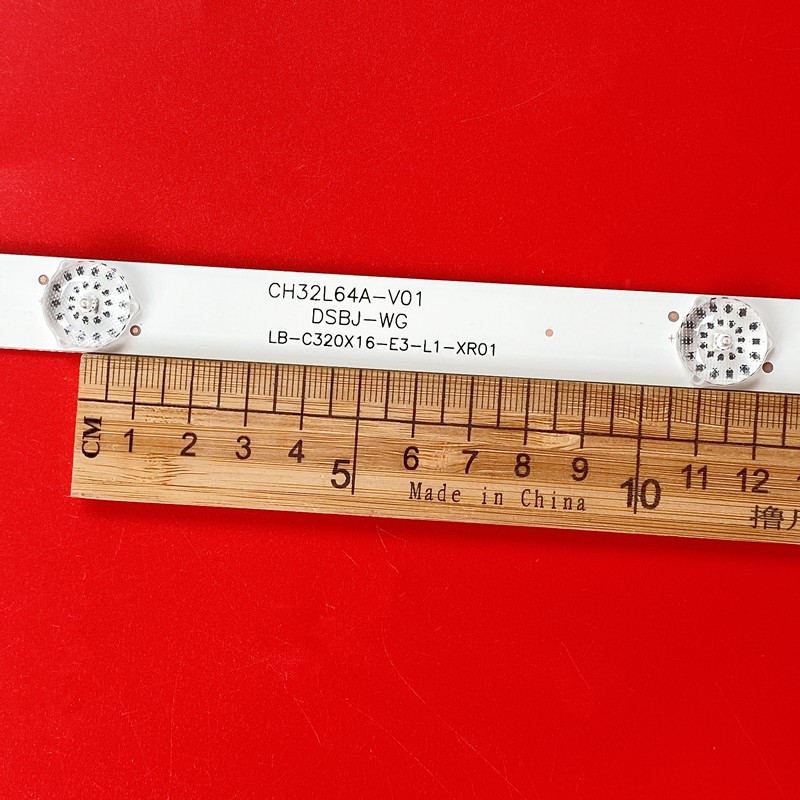 CH32L64A-V01
DSBJ-WG
LB-C320X16-E3-L1-XR01
CM 1 2 3 4 5 6 7 8 9 10 11 12
Made in China